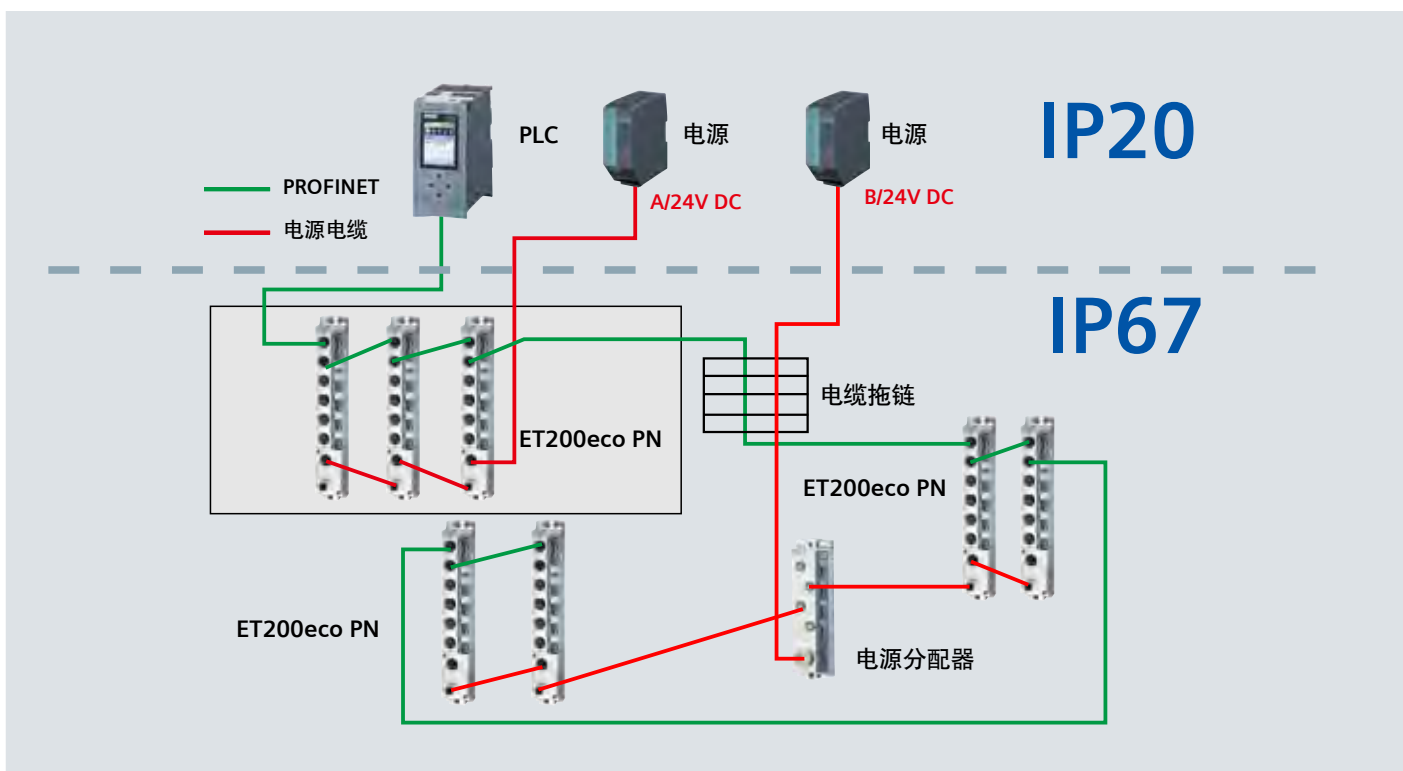 PLC
电源
电源
IP20
PROFINET
A/24V DC
B/24V DC
电源电缆
IP67
电缆拖链
ET200eco PN
ET200eco PN
ET200eco PN
电源分配器